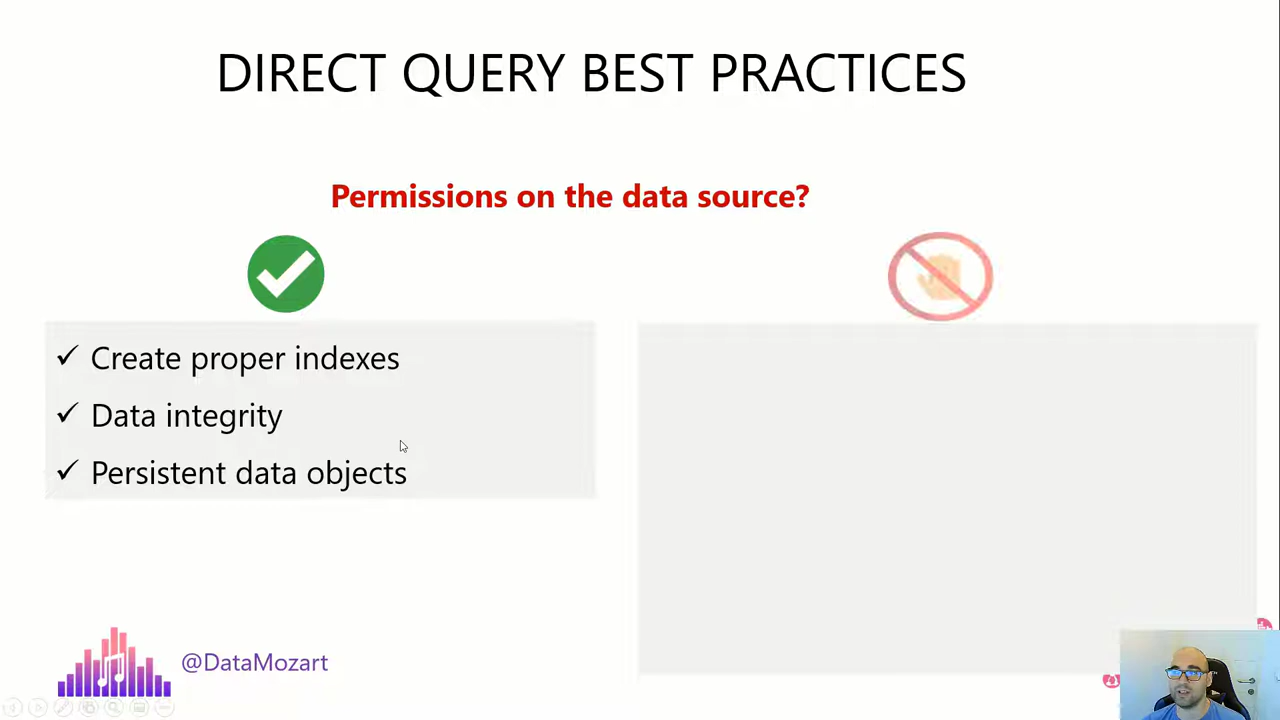 DIRECT QUERY BEST PRACTICES
Permissions on the data source?
Create proper indexes
Data integrity
Persistent data objects
@DataMozart